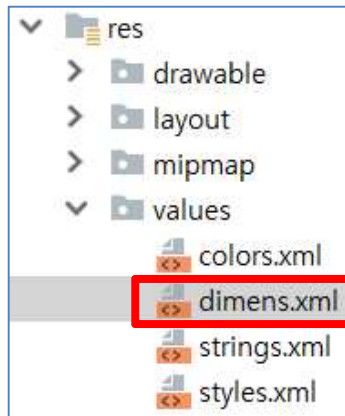 res
drawable
layout
mipmap
values
colors.xml
dimens.xml
strings.xml
styles.xml